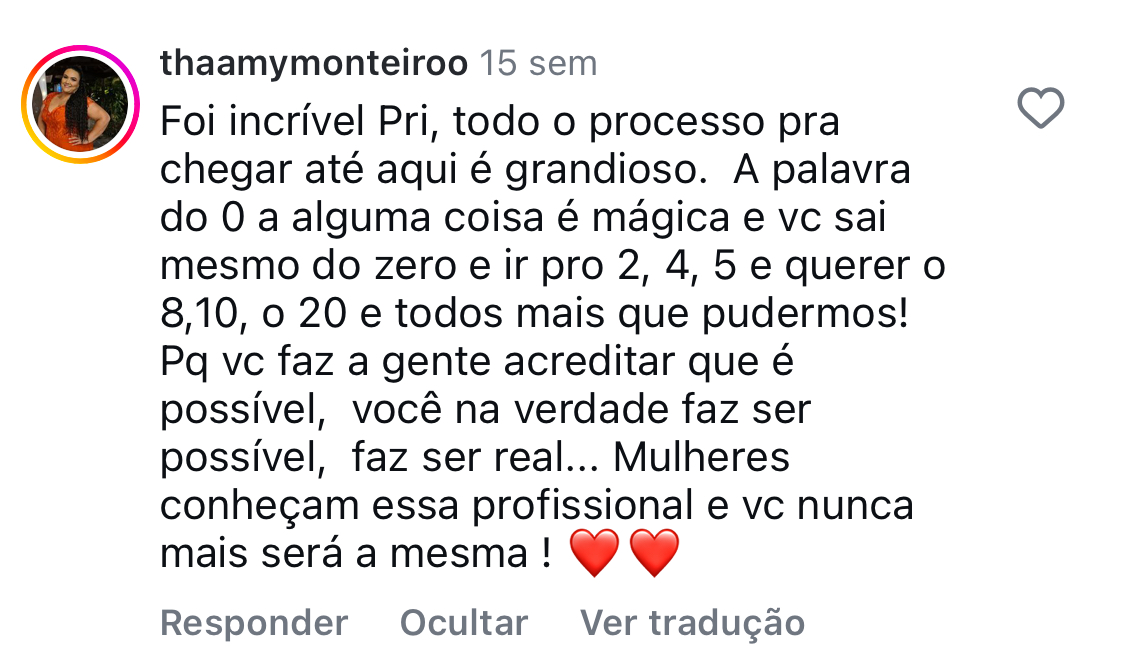 thaamymonteiroo 15 sem
Foi incrível Pri, todo o processo pra
chegar até aqui é grandioso.  A palavra
do 0 a alguma coisa é mágica e vc sai
mesmo do zero e ir pro 2, 4, 5 e querer o
8,10, o 20 e todos mais que pudermos!
Pq vc faz a gente acreditar que é
possível,  você na verdade faz ser
possível,  faz ser real... Mulheres
conheçam essa profissional e vc nunca
mais será a mesma ! ❤️❤️
Responder Ocultar Ver tradução